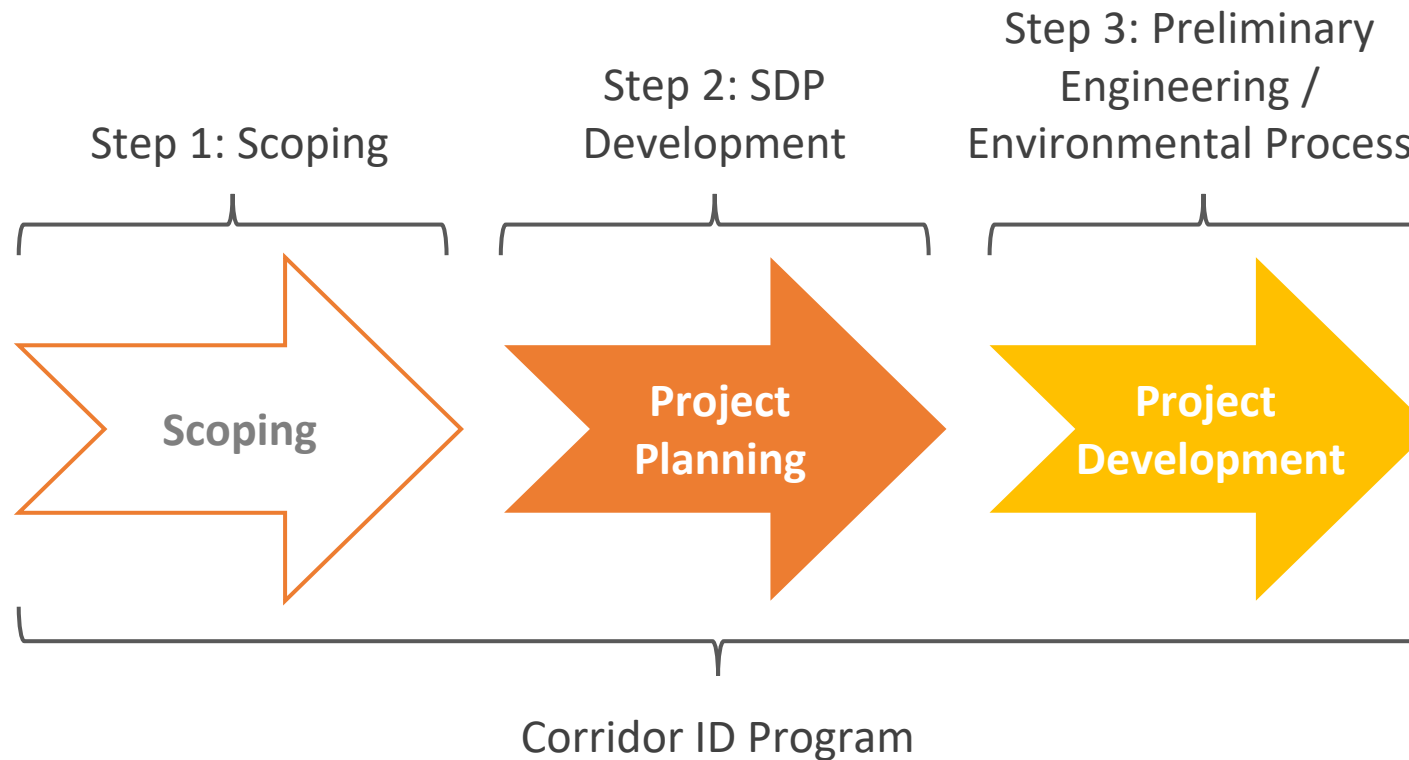 Step 1: Scoping
Step 2: SDP
Development
Step 3: Preliminary
Engineering /
Environmental Process
Scoping
Project
Planning
Project
Development
Corridor ID Program